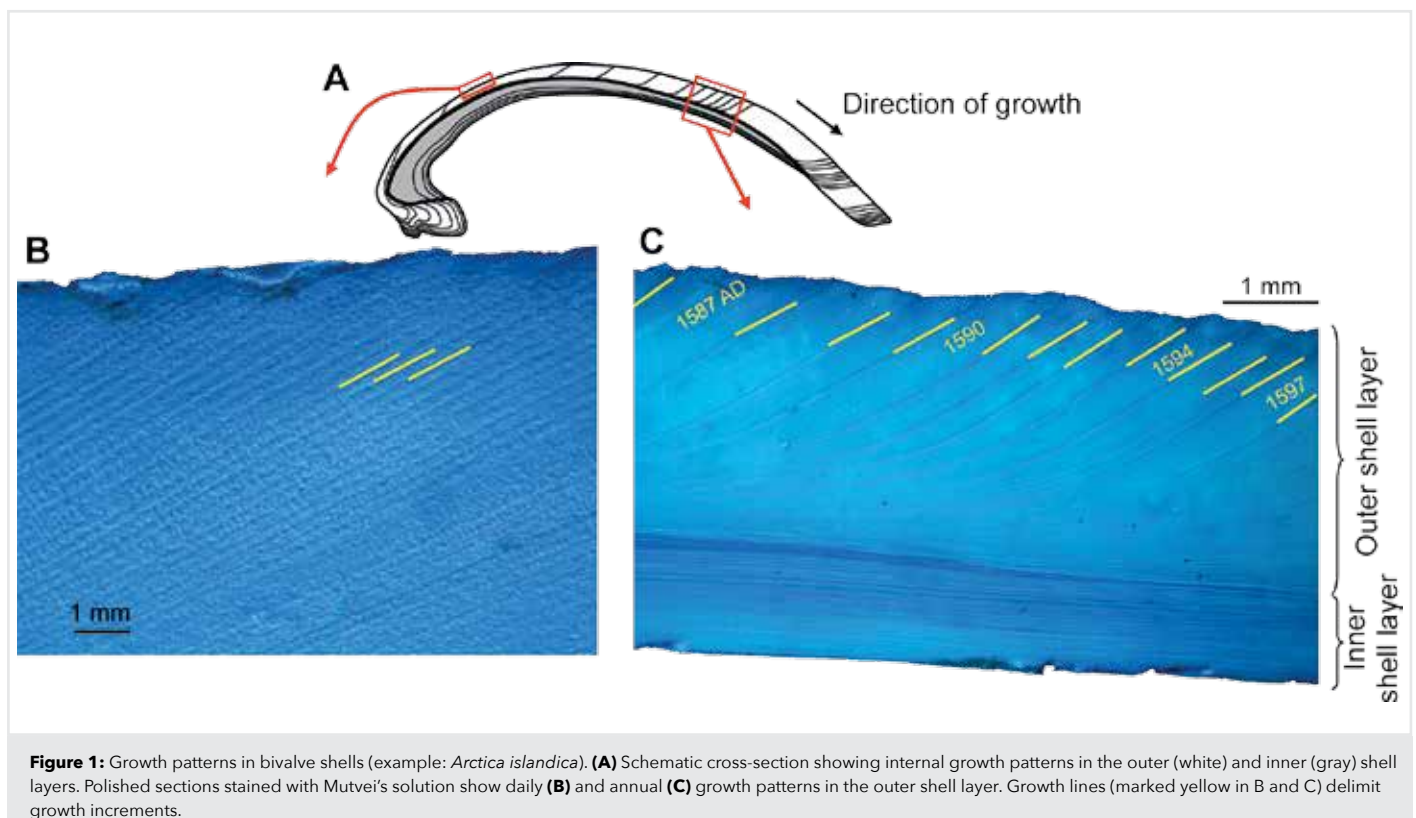 A
Direction of growth
B
1 mm
C
1 mm
1587 AD
1590
1594
1597
Outer shell layer
Inner
shell layer
Figure 1: Growth patterns in bivalve shells (example: Arctica islandica). (A) Schematic cross-section showing internal growth patterns in the outer (white) and inner (gray) shell
layers. Polished sections stained with Mutvei's solution show daily (B) and annual (C) growth patterns in the outer shell layer. Growth lines (marked yellow in B and C) delimit
growth increments.